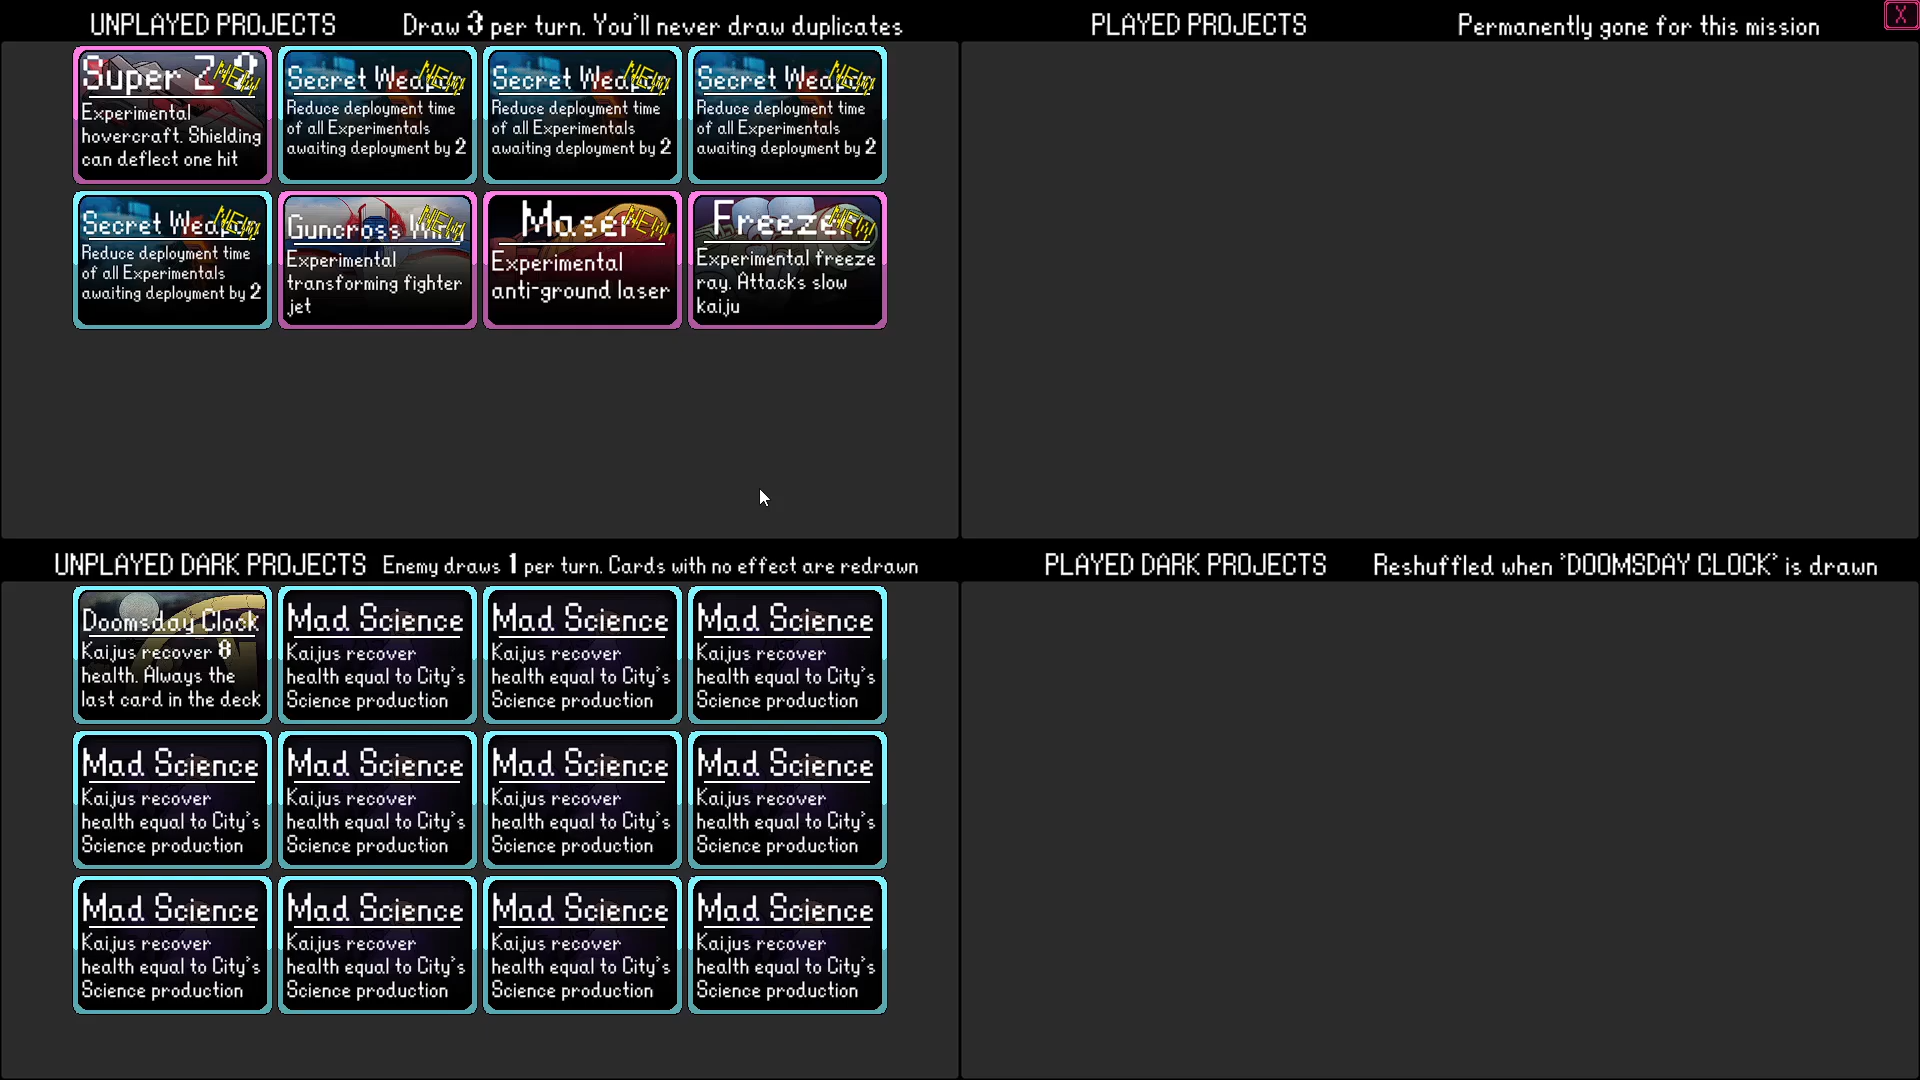 UNPLAYED PROJECTS
Draw 3 per turn. You'll never draw duplicates
PLAYED PROJECTS
Permanently gone for this mission
X
Super Z
NEW
Experimental
hovercraft. Shielding
can deflect one hit
Secret
NEW
Reduce deployment time
of all Experimentals
awaiting deployment by 2
Secret
NEW
Reduce deployment time
of all Experimentals
awaiting deployment by 2
Secret
NEW
Reduce deployment time
of all Experimentals
awaiting deployment by 2
Secret
NEW
Reduce deployment time
of all Experimentals
awaiting deployment by 2
Guncross
NEW
Experimental
transforming fighter
jet
Maser
NEW
Experimental
anti-ground laser
Freezer
NEW
Experimental freeze
ray. Attacks slow
kaiju
UNPLAYED DARK PROJECTS
Enemy draws 1 per turn. Cards with no effect are redrawn
PLAYED DARK PROJECTS
Reshuffled when 'DOOMSDAY CLOCK' is drawn
Doomsday Clock
Kaijus recover 8
health. Always the
last card in the deck
Mad Science
Kaijus recover
health equal to City's
Science production
Mad Science
Kaijus recover
health equal to City's
Science production
Mad Science
Kaijus recover
health equal to City's
Science production
Mad Science
Kaijus recover
health equal to City's
Science production
Mad Science
Kaijus recover
health equal to City's
Science production
Mad Science
Kaijus recover
health equal to City's
Science production
Mad Science
Kaijus recover
health equal to City's
Science production
Mad Science
Kaijus recover
health equal to City's
Science production
Mad Science
Kaijus recover
health equal to City's
Science production
Mad Science
Kaijus recover
health equal to City's
Science production
Mad Science
Kaijus recover
health equal to City's
Science production